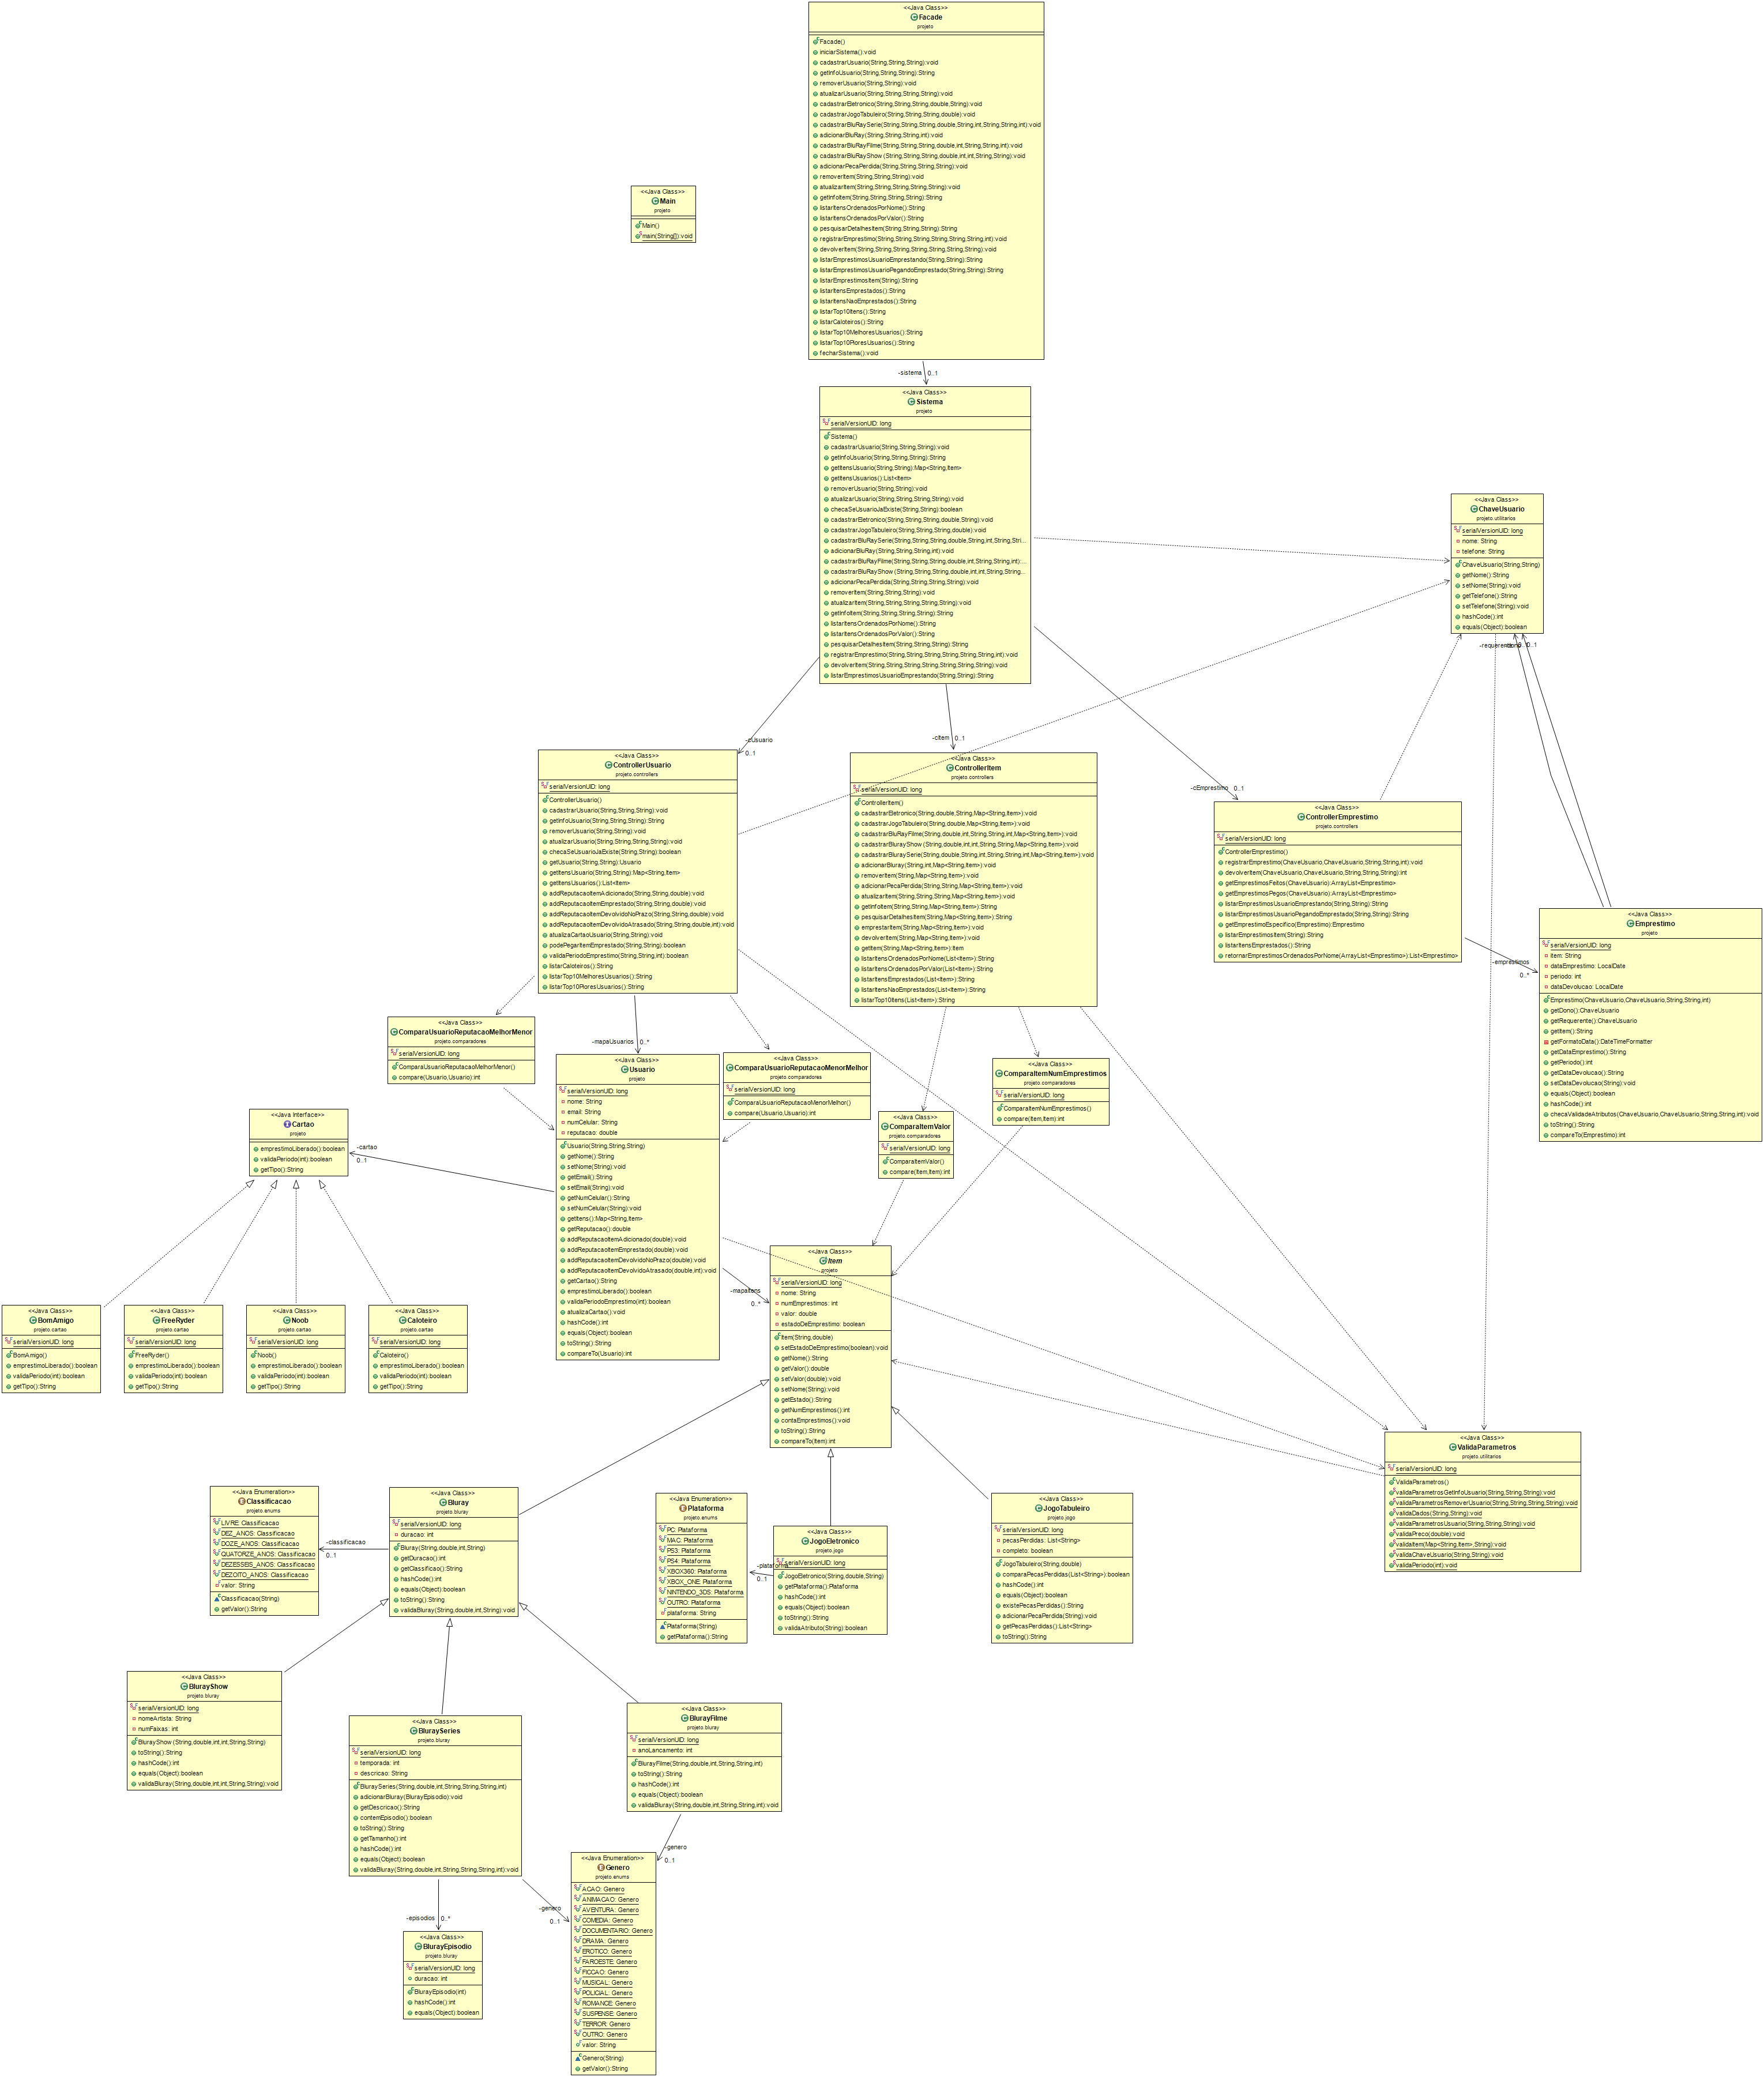 <<Java Class>>
Facade
projeto
Facade()
iniciarSistema():void
cadastrarUsuario(String,String,String):void
getInfoUsuario(String,String,String):String
removerUsuario(String,String):void
atualizarUsuario(String,String,String,String):void
cadastrarEletronico(String,String,String,double,String):void
cadastrarJogoTabuleiro(String,String,String,double):void
cadastrarBluRaySerie(String,String,String,double,String,int,String,String,int):void
adicionarBluRay(String,String,String,int):void
cadastrarBluRayFilme(String,String,String,double,int,String,String,int):void
cadastrarBluRayShow(String,String,String,double,int,int,String,String):void
adicionarPecaPerdida(String,String,String,String):void
removerItem(String,String,String):void
atualizarItem(String,String,String,String,String):void
getInfoItem(String,String,String,String):String
listarItensOrdenadosPorNome():String
listarItensOrdenadosPorValor():String
pesquisarDetalhesItem(String,String,String):String
registrarEmprestimo(String,String,String,String,String,String,int):void
devolverItem(String,String,String,String,String,String,String):void
listarEmprestimosUsuarioEmprestando(String,String):String
listarEmprestimosUsuarioPegandoEmprestado(String,String):String
listarEmprestimosItem(String):String
listarItensEmprestados():String
listarItensNaoEmprestados():String
listarTop10Itens():String
listarCaloteiros():String
listarTop10MelhoresUsuarios():String
listarTop10PioresUsuarios():String
fecharSistema():void
<<Java Class>>
Main
projeto
Main()
main(String[]):void
-sistema 0..1
<<Java Class>>
Sistema
projeto
serialVersionUID: long
Sistema()
cadastrarUsuario(String,String,String):void
getInfoUsuario(String,String,String):String
getItensUsuario(String,String):Map<String,Item>
getItensUsuarios():List<Item>
removerUsuario(String,String):void
atualizarUsuario(String,String,String,String):void
checaSeUsuarioJaExiste(String,String):boolean
cadastrarEletronico(String,String,String,double,String):void
cadastrarJogoTabuleiro(String,String,String,double):void
cadastrarBluRaySerie(String,String,String,double,String,int,String,Stri...
adicionarBluRay(String,String,String,int):void
cadastrarBluRayFilme(String,String,String,double,int,String,String,int):...
cadastrarBluRayShow(String,String,String,double,int,int,String,String...
adicionarPecaPerdida(String,String,String,String):void
removerItem(String,String,String):void
atualizarItem(String,String,String,String,String):void
getInfoItem(String,String,String,String):String
listarItensOrdenadosPorNome():String
listarItensOrdenadosPorValor():String
pesquisarDetalhesItem(String,String,String):String
registrarEmprestimo(String,String,String,String,String,String,int):void
devolverItem(String,String,String,String,String,String,String):void
listarEmprestimosUsuarioEmprestando(String,String):String
<<Java Class>>
ChaveUsuario
projeto.utilitarios
serialVersionUID: long
nome: String
telefone: String
ChaveUsuario(String,String)
getNome():String
setNome(String):void
getTelefone():String
setTelefone(String):void
hashCode():int
equals(Object):boolean
-requerente
0..1
-cUsuario
0..1
-cItem 0..1
-cEmprestimo 0..1
<<Java Class>>
ControllerUsuario
projeto.controllers
serialVersionUID: long
ControllerUsuario()
cadastrarUsuario(String,String,String):void
getInfoUsuario(String,String,String):String
removerUsuario(String,String):void
atualizarUsuario(String,String,String,String):void
checaSeUsuarioJaExiste(String,String):boolean
getUsuario(String,String):Usuario
getItensUsuario(String,String):Map<String,Item>
getItensUsuarios():List<Item>
addReputacaoItemAdicionado(String,String,double):void
addReputacaoItemEmprestado(String,String,double):void
addReputacaoItemDevolvidoNoPrazo(String,String,double):void
addReputacaoItemDevolvidoAtrasado(String,String,double,int):void
atualizaCartaoUsuario(String,String):void
podePegarItemEmprestado(String,String):boolean
validaPeriodoEmprestimo(String,String,int):boolean
listarCaloteiros():String
listarTop10MelhoresUsuarios():String
listarTop10PioresUsuarios():String
<<Java Class>>
ControllerItem
projeto.controllers
serialVersionUID: long
ControllerItem()
cadastrarEletronico(String,double,String,Map<String,Item>):void
cadastrarJogoTabuleiro(String,double,Map<String,Item>):void
cadastrarBluRayFilme(String,double,int,String,String,int,Map<String,Item>):void
cadastrarBlurayShow(String,double,int,int,String,String,Map<String,Item>):void
cadastrarBluraySerie(String,double,String,int,String,String,int,Map<String,Item>):void
adicionarBluray(String,int,Map<String,Item>):void
removerItem(String,Map<String,Item>):void
adicionarPecaPerdida(String,String,Map<String,Item>):void
atualizarItem(String,String,String,Map<String,Item>):void
getInfoItem(String,String,Map<String,Item>):String
pesquisarDetalhesItem(String,Map<String,Item>):String
emprestarItem(String,Map<String,Item>):void
devolverItem(String,Map<String,Item>):void
getItem(String,Map<String,Item>):Item
listarItensOrdenadosPorNome(List<Item>):String
listarItensOrdenadosPorValor(List<Item>):String
listarItensEmprestados(List<Item>):String
listarItensNaoEmprestados(List<Item>):String
listarTop10Itens(List<Item>):String
<<Java Class>>
ControllerEmprestimo
projeto.controllers
serialVersionUID: long
ControllerEmprestimo()
registrarEmprestimo(ChaveUsuario,ChaveUsuario,String,String,int):void
devolverItem(ChaveUsuario,ChaveUsuario,String,String,String):int
getEmprestimosFeitos(ChaveUsuario):ArrayList<Emprestimo>
getEmprestimosPegos(ChaveUsuario):ArrayList<Emprestimo>
listarEmprestimosUsuarioEmprestando(String,String):String
listarEmprestimosUsuarioPegandoEmprestado(String,String):String
getEmprestimoEspecifico(Emprestimo):Emprestimo
listarEmprestimosItem(String):String
listarItensEmprestados():String
retornarEmprestimosOrdenadosPorNome(ArrayList<Emprestimo>):List<Emprestimo>
-emprestimos
0..*
<<Java Class>>
Emprestimo
projeto
serialVersionUID: long
item: String
dataEmprestimo: LocalDate
periodo: int
dataDevolucao: LocalDate
Emprestimo(ChaveUsuario,ChaveUsuario,String,String,int)
getDono():ChaveUsuario
getRequerente():ChaveUsuario
getItem():String
getFormatoData():DateTimeFormatter
getDataEmprestimo():String
getPeriodo():int
getDataDevolucao():String
setDataDevolucao(String):void
equals(Object):boolean
hashCode():int
checaValidadeAtributos(ChaveUsuario,ChaveUsuario,String,String,int):void
toString():String
compareTo(Emprestimo):int
<<Java Class>>
ComparaUsuarioReputacaoMelhorMenor
projeto.comparadores
serialVersionUID: long
ComparaUsuarioReputacaoMelhorMenor()
compare(Usuario,Usuario):int
-mapaUsuarios 0..*
<<Java Class>>
Usuario
projeto
serialVersionUID: long
nome: String
email: String
numCelular: String
reputacao: double
Usuario(String,String,String)
getNome():String
setNome(String):void
getEmail():String
setEmail(String):void
getNumCelular():String
setNumCelular(String):void
getItens():Map<String,Item>
getReputacao():double
addReputacaoItemAdicionado(double):void
addReputacaoItemEmprestado(double):void
addReputacaoItemDevolvidoNoPrazo(double):void
addReputacaoItemDevolvidoAtrasado(double,int):void
getCartao():String
emprestimoLiberado():boolean
validaPeriodoEmprestimo(int):boolean
atualizaCartao():void
hashCode():int
equals(Object):boolean
toString():String
compareTo(Usuario):int
<<Java Class>>
ComparaUsuarioReputacaoMenorMelhor
projeto.comparadores
serialVersionUID: long
ComparaUsuarioReputacaoMenorMelhor()
compare(Usuario,Usuario):int
<<Java Class>>
ComparaItemValor
projeto.comparadores
serialVersionUID: long
ComparaItemValor()
compare(Item,Item):int
<<Java Class>>
ComparaItemNumEmprestimos
projeto.comparadores
serialVersionUID: long
ComparaItemNumEmprestimos()
compare(Item,Item):int
<<Java Interface>>
Cartao
projeto
emprestimoLiberado():boolean
validaPeriodo(int):boolean
getTipo():String
-cartao
0..1
<<Java Class>>
BomAmigo
projeto.cartao
serialVersionUID: long
BomAmigo()
emprestimoLiberado():boolean
validaPeriodo(int):boolean
getTipo():String
<<Java Class>>
FreeRyder
projeto.cartao
serialVersionUID: long
FreeRyder()
emprestimoLiberado():boolean
validaPeriodo(int):boolean
getTipo():String
<<Java Class>>
Noob
projeto.cartao
serialVersionUID: long
Noob()
emprestimoLiberado():boolean
validaPeriodo(int):boolean
getTipo():String
<<Java Class>>
Caloteiro
projeto.cartao
serialVersionUID: long
Caloteiro()
emprestimoLiberado():boolean
validaPeriodo(int):boolean
getTipo():String
-mapaItens
0..*
<<Java Class>>
Item
projeto
serialVersionUID: long
nome: String
numEmprestimos: int
valor: double
estadoDeEmprestimo: boolean
Item(String,double)
setEstadoDeEmprestimo(boolean):void
getNome():String
getValor():double
setValor(double):void
setNome(String):void
getEstado():String
getNumEmprestimos():int
contaEmprestimos():void
toString():String
compareTo(Item):int
<<Java Class>>
ValidaParametros
projeto.utilitarios
serialVersionUID: long
ValidaParametros()
validaParametrosGetInfoUsuario(String,String,String):void
validaParametrosRemoverUsuario(String,String,String,String):void
validaDados(String,String):void
validaParametrosUsuario(String,String,String):void
validaPreco(double):void
validaItem(Map<String,Item>,String):void
validaChaveUsuario(String,String):void
validaPeriodo(int):void
<<Java Enumeration>>
Classificacao
projeto.enums
LIVRE: Classificacao
DEZ_ANOS: Classificacao
DOZE_ANOS: Classificacao
QUATORZE_ANOS: Classificacao
DEZESSEIS_ANOS: Classificacao
DEZOITO_ANOS: Classificacao
valor: String
Classificacao(String)
getValor():String
-classificacao
0..1
<<Java Class>>
Bluray
projeto.bluray
serialVersionUID: long
duracao: int
Bluray(String,double,int,String)
getDuracao():int
getClassificacao():String
hashCode():int
equals(Object):boolean
toString():String
validaBluray(String,double,int,String):void
<<Java Enumeration>>
Plataforma
projeto.enums
PC: Plataforma
MAC: Plataforma
PS3: Plataforma
PS4: Plataforma
XBOX360: Plataforma
XBOX_ONE: Plataforma
NINTENDO_3DS: Plataforma
OUTRO: Plataforma
plataforma: String
Plataforma(String)
getPlataforma():String
-plataforma
0..1
<<Java Class>>
JogoEletronico
projeto.jogo
serialVersionUID: long
JogoEletronico(String,double,String)
getPlataforma():Plataforma
hashCode():int
equals(Object):boolean
toString():String
validaAtributo(String):boolean
<<Java Class>>
JogoTabuleiro
projeto.jogo
serialVersionUID: long
pecasPerdidas: List<String>
completo: boolean
JogoTabuleiro(String,double)
comparaPecasPerdidas(List<String>):boolean
hashCode():int
equals(Object):boolean
existePecasPerdidas():String
adicionarPecaPerdida(String):void
getPecasPerdidas():List<String>
toString():String
<<Java Class>>
BlurayShow
projeto.bluray
serialVersionUID: long
nomeArtista: String
numFaixas: int
BlurayShow(String,double,int,int,String,String)
toString():String
hashCode():int
equals(Object):boolean
validaBluray(String,double,int,int,String,String):void
<<Java Class>>
BluraySeries
projeto.bluray
serialVersionUID: long
temporada: int
descricao: String
BluraySeries(String,double,int,String,String,String,int)
adicionarBluray(BlurayEpisodio):void
getDescricao():String
contemEpisodio():boolean
toString():String
getTamanho():int
hashCode():int
equals(Object):boolean
validaBluray(String,double,int,String,String,String,int):void
<<Java Class>>
BlurayFilme
projeto.bluray
serialVersionUID: long
anoLancamento: int
BlurayFilme(String,double,int,String,String,int)
toString():String
hashCode():int
equals(Object):boolean
validaBluray(String,double,int,String,String,int):void
-genero
0..1
-genero
0..1
-episodios 0..*
<<Java Class>>
BlurayEpisodio
projeto.bluray
serialVersionUID: long
duracao: int
BlurayEpisodio(int)
hashCode():int
equals(Object):boolean
<<Java Enumeration>>
Genero
projeto.enums
ACAO: Genero
ANIMACAO: Genero
AVENTURA: Genero
COMEDIA: Genero
DOCUMENTARIO: Genero
DRAMA: Genero
EROTICO: Genero
FAROESTE: Genero
FICCAO: Genero
MUSICAL: Genero
POLICIAL: Genero
ROMANCE: Genero
SUSPENSE: Genero
TERROR: Genero
OUTRO: Genero
valor: String
Genero(String)
getValor():String